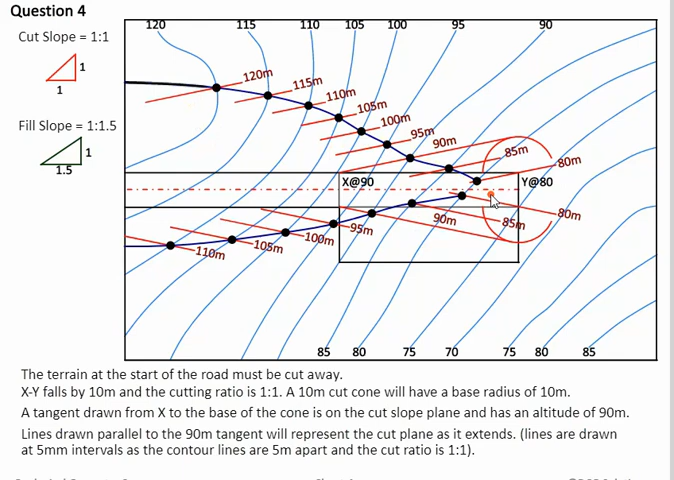 Question 4
Cut Slope = 1:1
1
1
Fill Slope = 1:1.5
1
1.5
120 115 110 105 100 95 90
120m
115m
110m
105m
100m
95m
90m
85m
80m
X@90 Y@80
80m
85m
90m
95m
100m
105m
110m
85 80 75 70 75 80 85
The terrain at the start of the road must be cut away.
X-Y falls by 10m and the cutting ratio is 1:1. A 10m cut cone will have a base radius of 10m.
A tangent drawn from X to the base of the cone is on the cut slope plane and has an altitude of 90m.
Lines drawn parallel to the 90m tangent will represent the cut plane as it extends. (lines are drawn
at 5mm intervals as the contour lines are 5m apart and the cut ratio is 1:1).